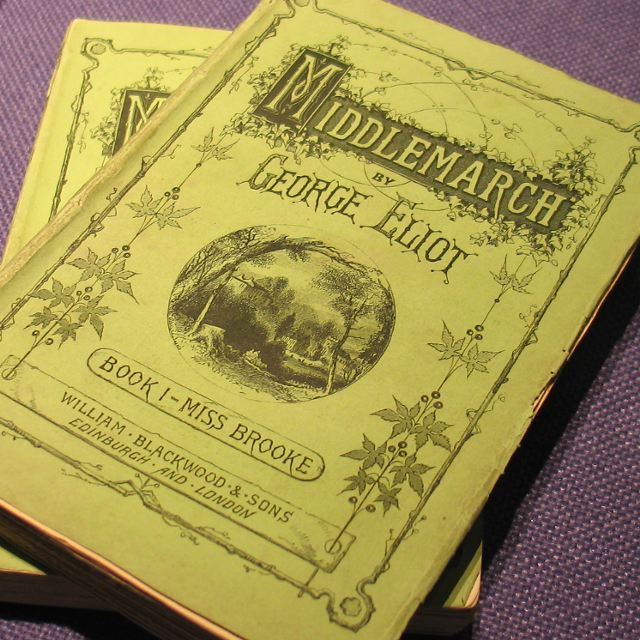 MIDDLEMARCH
BY
GEORGE ELIOT
BOOK I-MISS BROOKE
WILLIAM·BLACKWOOD·&·SONS
EDINBURGH·AND·LONDON
M